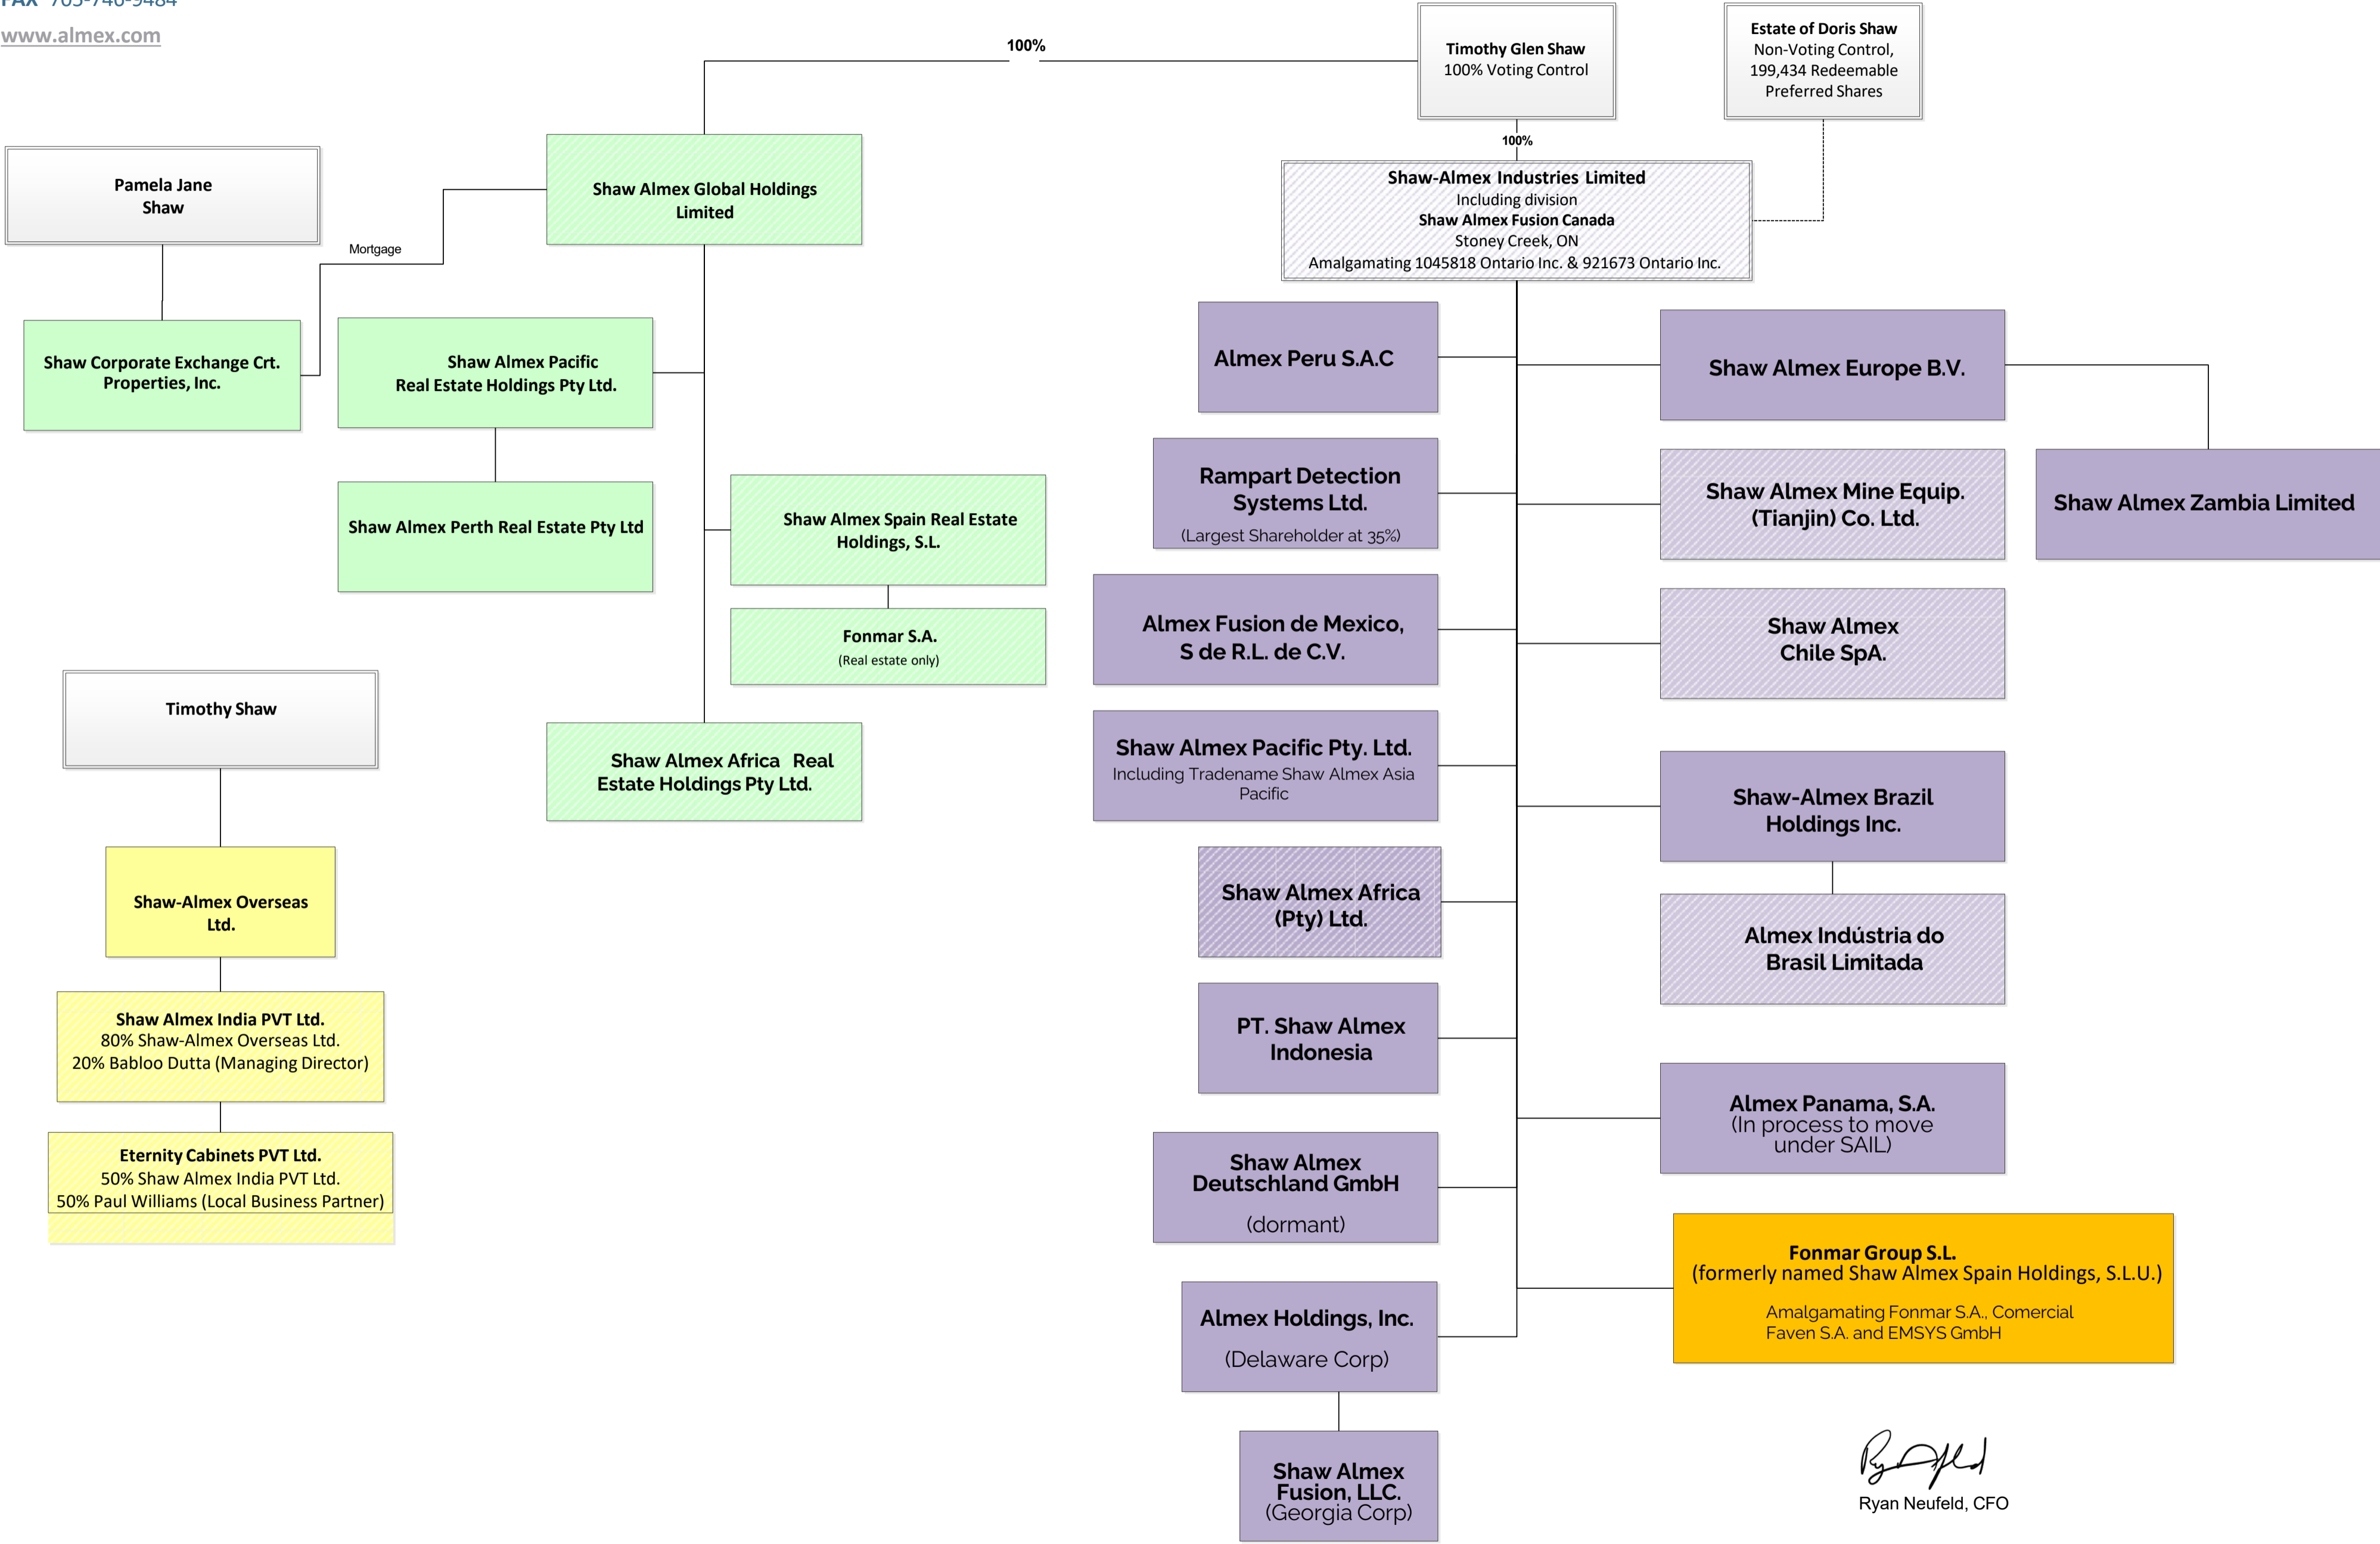 FAX 705-746-9484
www.almex.com
100%
Timothy Glen Shaw
100% Voting Control
Estate of Doris Shaw
Non-Voting Control,
199,434 Redeemable
Preferred Shares
100%
Pamela Jane
Shaw
Shaw Almex Global Holdings
Limited
Shaw-Almex Industries Limited
Including division
Shaw Almex Fusion Canada
Stoney Creek, ON
Amalgamating 1045818 Ontario Inc. & 921673 Ontario Inc.
Mortgage
Shaw Corporate Exchange Crt.
Properties, Inc.
Shaw Almex Pacific
Real Estate Holdings Pty Ltd.
Shaw Almex Perth Real Estate Pty Ltd
Shaw Almex Spain Real Estate
Holdings, S.L.
Fonmar S.A.
(Real estate only)
Shaw Almex Africa Real
Estate Holdings Pty Ltd.
Timothy Shaw
Shaw-Almex Overseas
Ltd.
Shaw Almex India PVT Ltd.
80% Shaw-Almex Overseas Ltd.
20% Babloo Dutta (Managing Director)
Eternity Cabinets PVT Ltd.
50% Shaw Almex India PVT Ltd.
50% Paul Williams (Local Business Partner)
Almex Peru S.A.C
Rampart Detection
Systems Ltd.
(Largest Shareholder at 35%)
Almex Fusion de Mexico,
S de R.L. de C.V.
Shaw Almex Pacific Pty. Ltd.
Including Tradename Shaw Almex Asia
Pacific
Shaw Almex Africa
(Pty) Ltd.
PT. Shaw Almex
Indonesia
Shaw Almex
Deutschland GmbH
(dormant)
Almex Holdings, Inc.
(Delaware Corp)
Shaw Almex
Fusion, LLC.
(Georgia Corp)
Shaw Almex Europe B.V.
Shaw Almex Mine Equip.
(Tianjin) Co. Ltd.
Shaw Almex Zambia Limited
Shaw Almex
Chile SpA.
Shaw-Almex Brazil
Holdings Inc.
Almex Indústria do
Brasil Limitada
Almex Panama, S.A.
(In process to move
under SAIL)
Fonmar Group S.L.
(formerly named Shaw Almex Spain Holdings, S.L.U.)
Amalgamating Fonmar S.A., Comercial
Faven S.A. and EMSYS GmbH
Ryan Neufeld, CFO